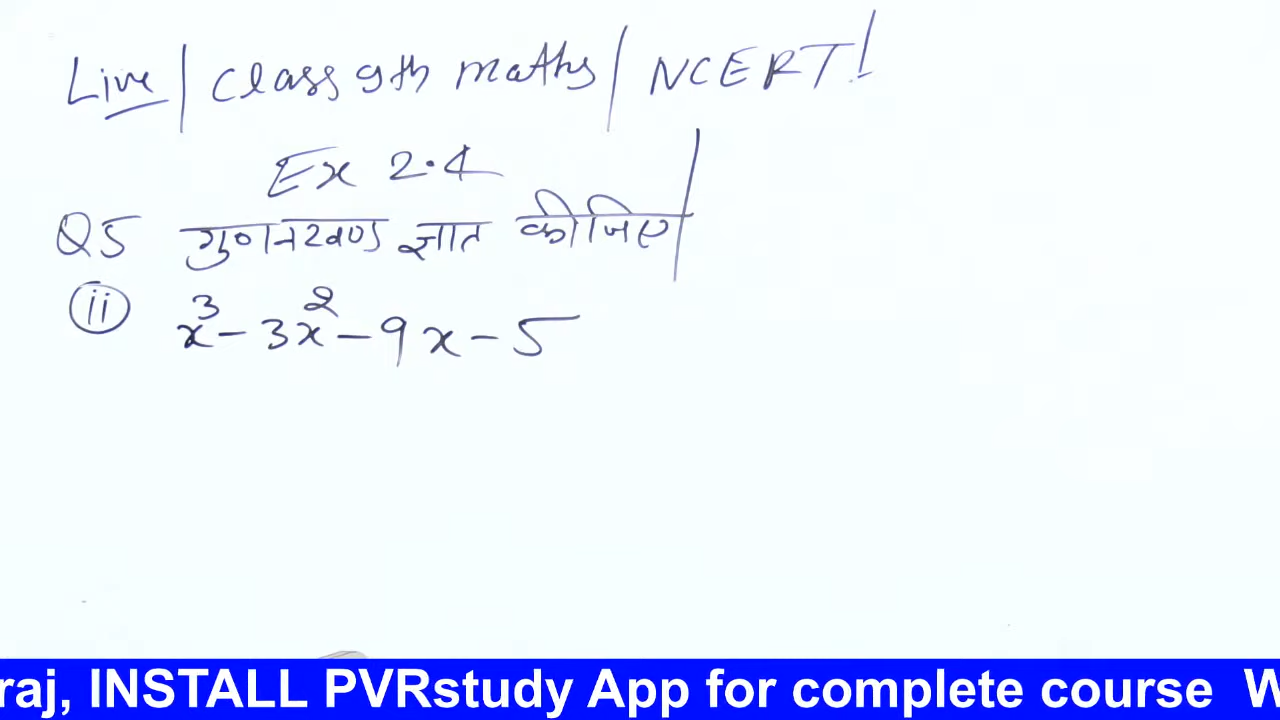 Live | Class 9th maths | NCERT |
Ex 2.4
Q5 गुणनखण्ड ज्ञात कीजिए |
(ii) x³ - 3x² - 9x - 5
raj, INSTALL PVRstudy App for complete course W